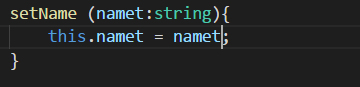 setName (namet:string){
    this.namet = namet;
}